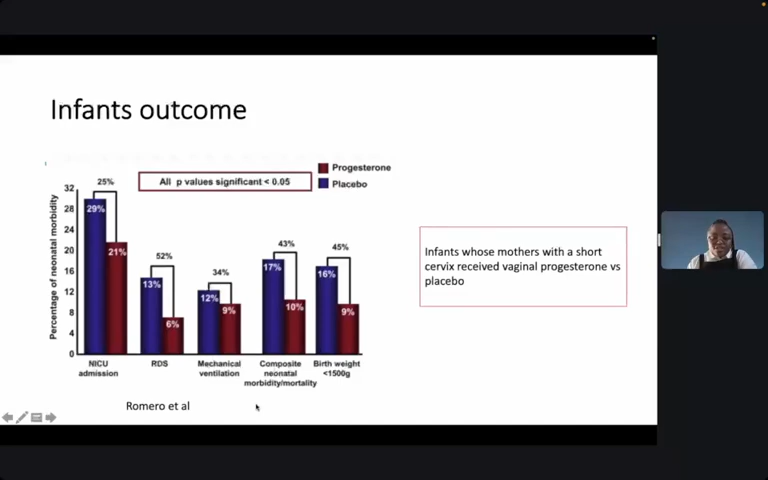 Infants outcome
Progesterone
Placebo
All p values significant < 0.05
Percentage of neonatal morbidity
32
28
24
20
16
12
8
4
0
25%
29%
21%
52%
13%
6%
34%
12%
9%
43%
17%
10%
45%
16%
9%
NICU
admission
RDS
Mechanical
ventilation
Composite
neonatal
morbidity/mortality
Birth weight
<1500g
Romero et al
Infants whose mothers with a short
cervix received vaginal progesterone vs
placebo